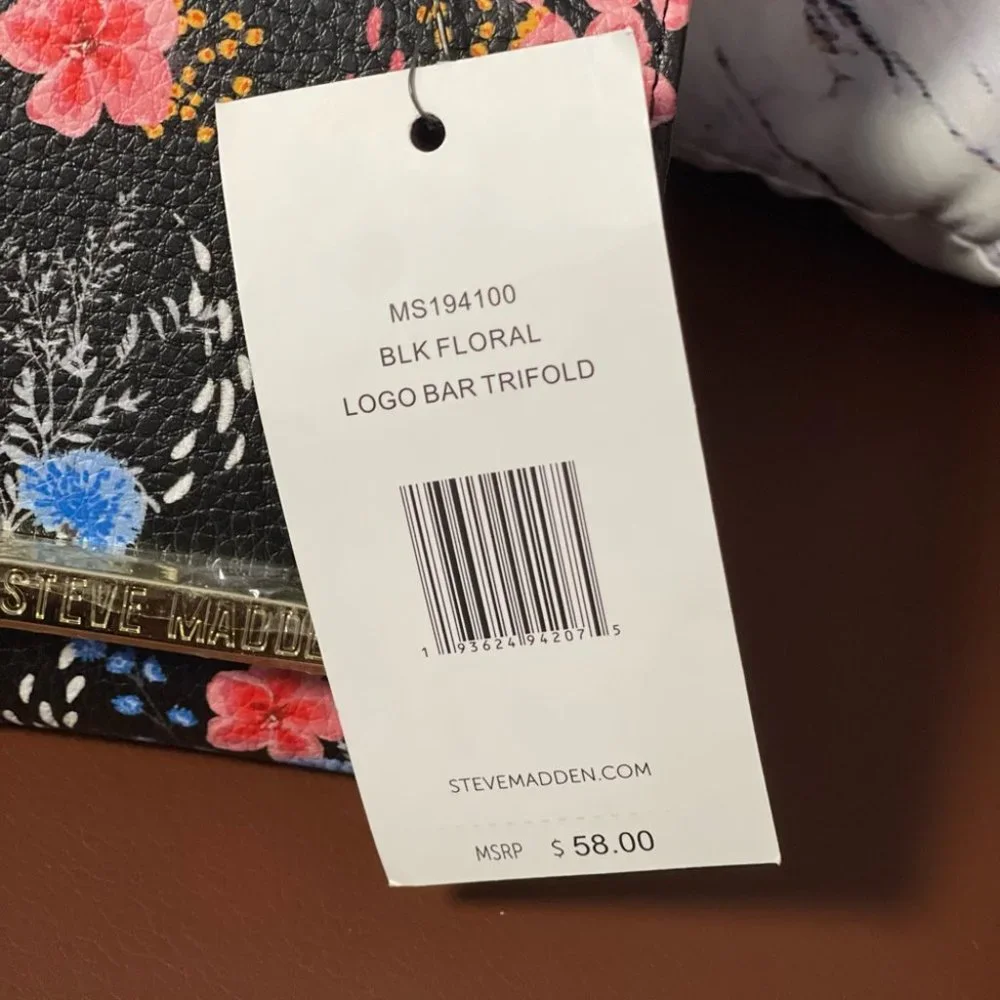 MS194100
BLK FLORAL
LOGO BAR TRIFOLD
1 93624 94207 5
STEVE MADDE
STEVEMADDEN.COM
MSRP $ 58.00